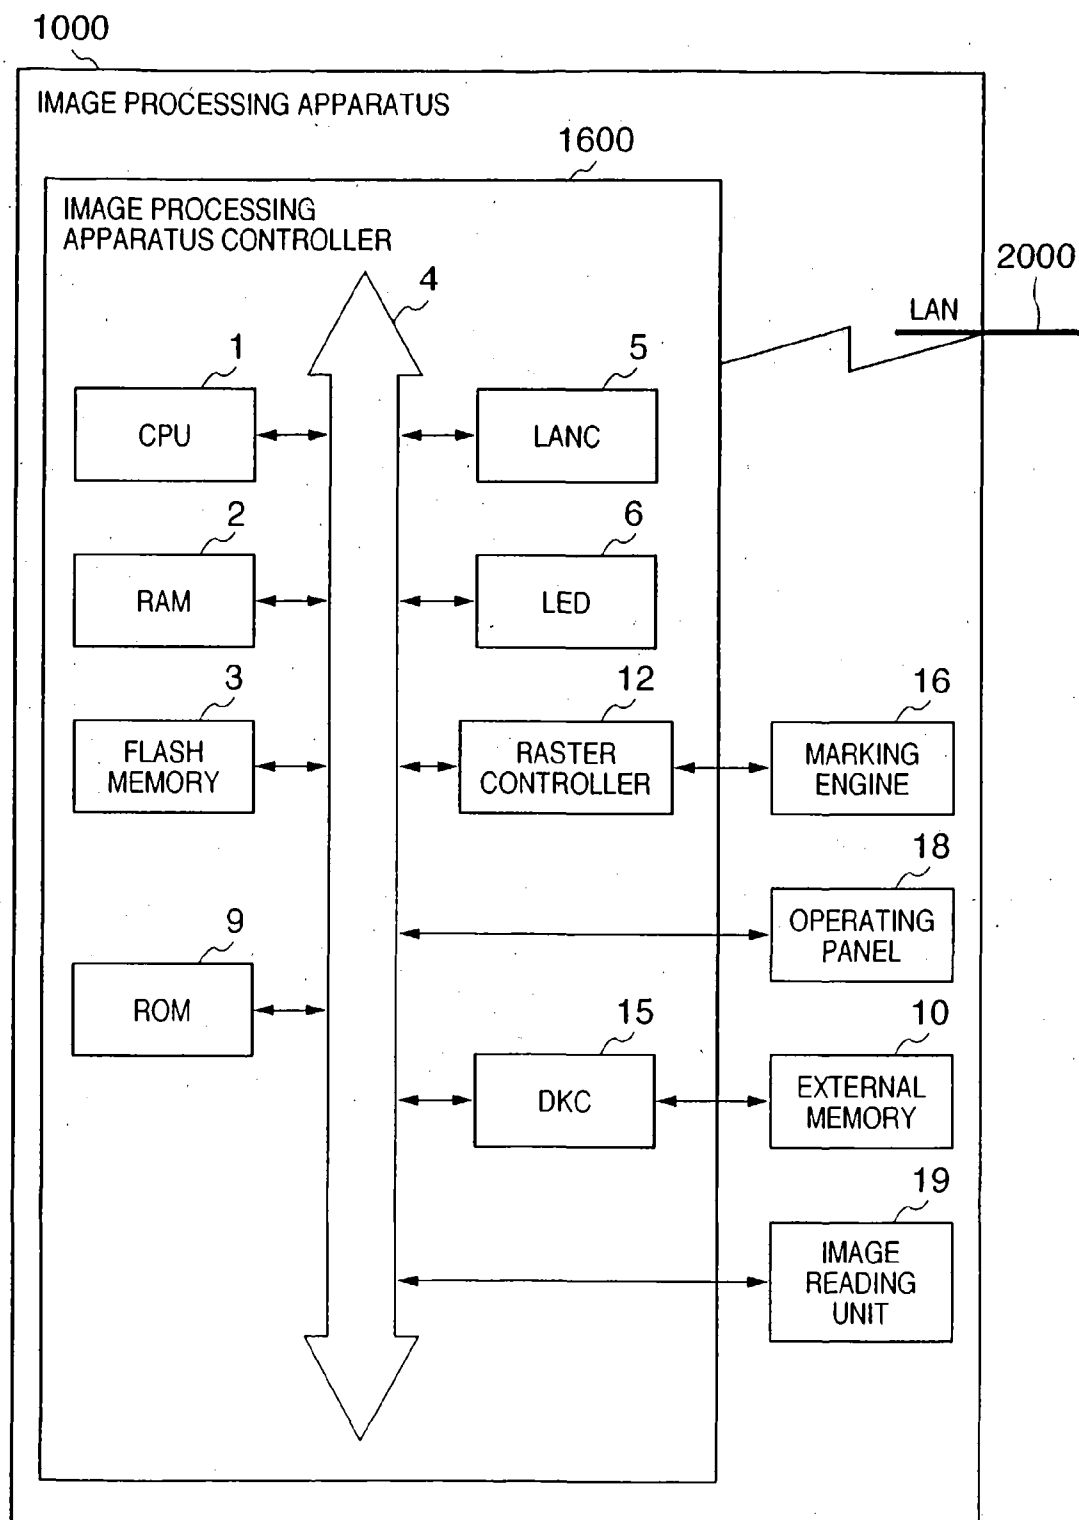 1000
IMAGE PROCESSING APPARATUS
1600
IMAGE PROCESSING
APPARATUS CONTROLLER
4
2000
LAN
1
CPU
5
LANC
2
RAM
6
LED
3
FLASH
MEMORY
12
RASTER
CONTROLLER
16
MARKING
ENGINE
18
OPERATING
PANEL
9
ROM
15
DKC
10
EXTERNAL
MEMORY
19
IMAGE
READING
UNIT